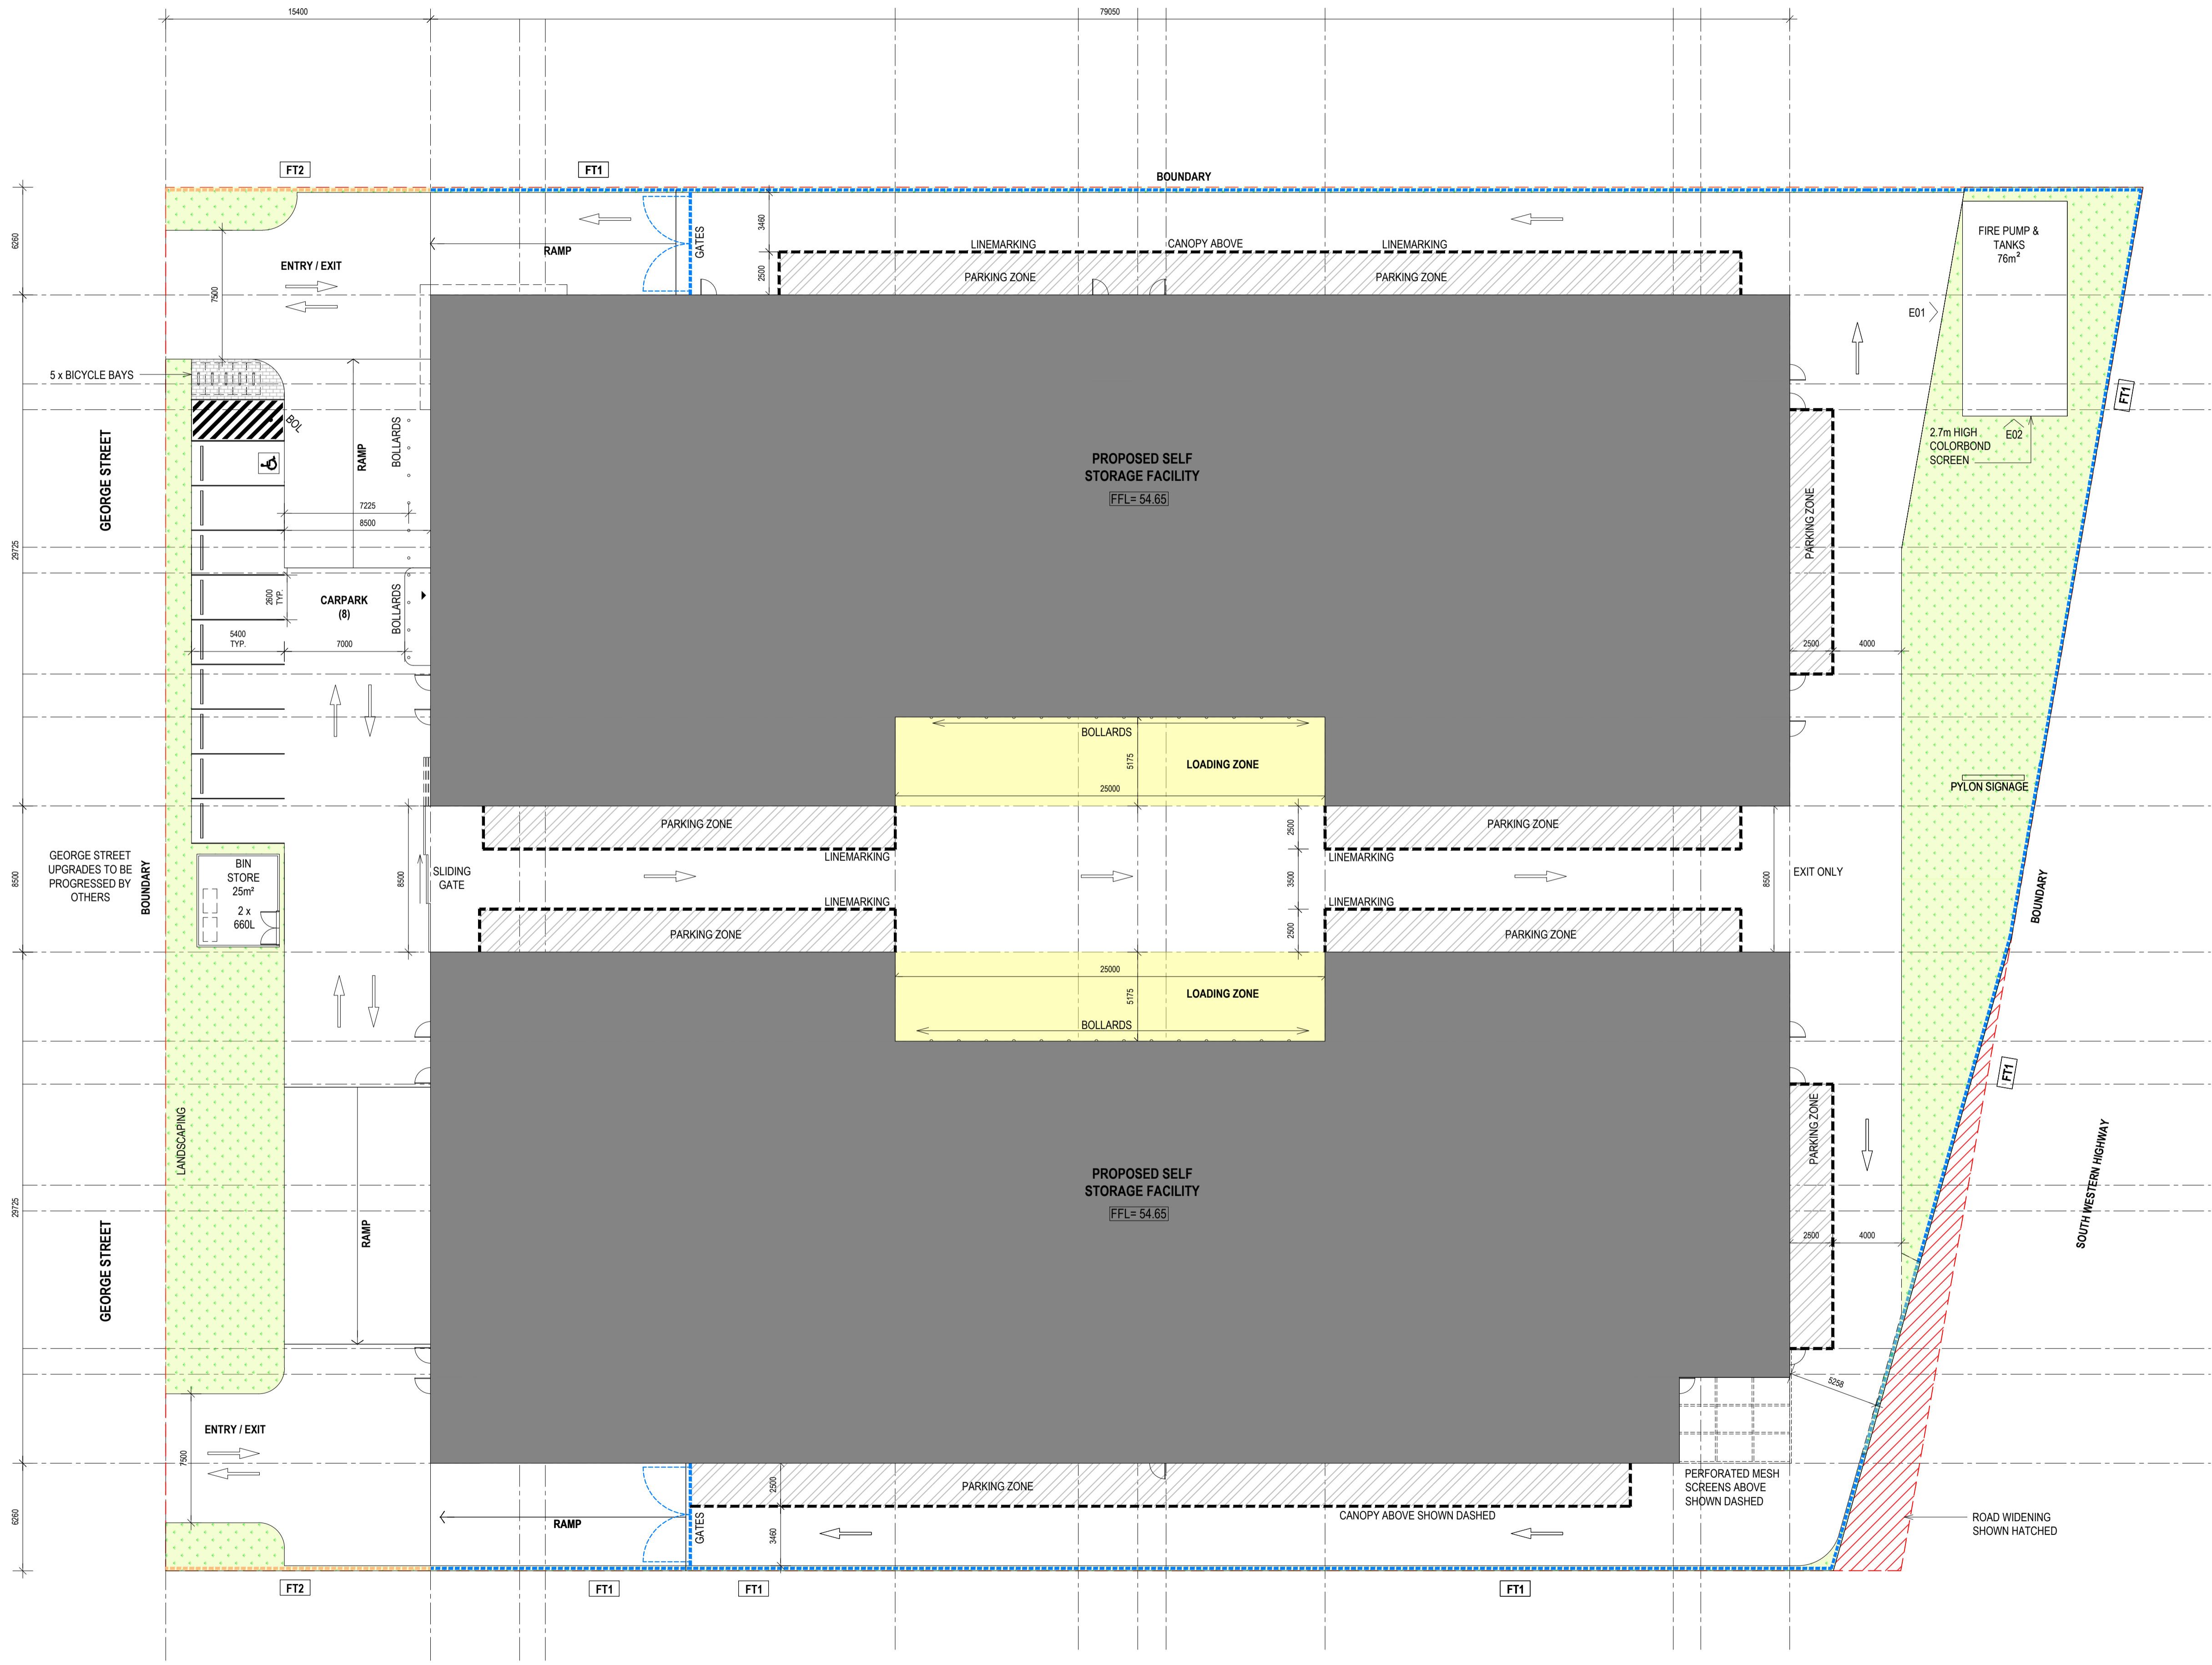 15400
79050
FT2
FT1
BOUNDARY
6260
3460
2500
7500
RAMP
GATES
LINEMARKING
CANOPY ABOVE
LINEMARKING
PARKING ZONE
PARKING ZONE
ENTRY / EXIT
FIRE PUMP &
TANKS
76m²
E01
5 x BICYCLE BAYS
BOL
BOLLARDS
RAMP
GEORGE STREET
FT1
2.7m HIGH
COLORBOND
SCREEN
E02
PROPOSED SELF
STORAGE FACILITY
FFL= 54.65
7225
8500
PARKING ZONE
29725
2600
TYP.
CARPARK
(8)
BOLLARDS
5400
TYP.
7000
2500
4000
BOLLARDS
5175
LOADING ZONE
25000
PYLON SIGNAGE
PARKING ZONE
2500
PARKING ZONE
LINEMARKING
LINEMARKING
GEORGE STREET
UPGRADES TO BE
PROGRESSED BY
OTHERS
BOUNDARY
BIN
STORE
25m²
2 x
660L
8500
8500
SLIDING
GATE
3500
8500
EXIT ONLY
BOUNDARY
LINEMARKING
LINEMARKING
PARKING ZONE
2500
PARKING ZONE
25000
5175
LOADING ZONE
BOLLARDS
FT1
LANDSCAPING
PARKING ZONE
PROPOSED SELF
STORAGE FACILITY
FFL= 54.65
29725
GEORGE STREET
RAMP
2500
4000
SOUTH WESTERN HIGHWAY
5258
ENTRY / EXIT
7500
6260
RAMP
GATES
2500
3460
PARKING ZONE
CANOPY ABOVE SHOWN DASHED
PERFORATED MESH
SCREENS ABOVE
SHOWN DASHED
ROAD WIDENING
SHOWN HATCHED
FT2
FT1
FT1
FT1